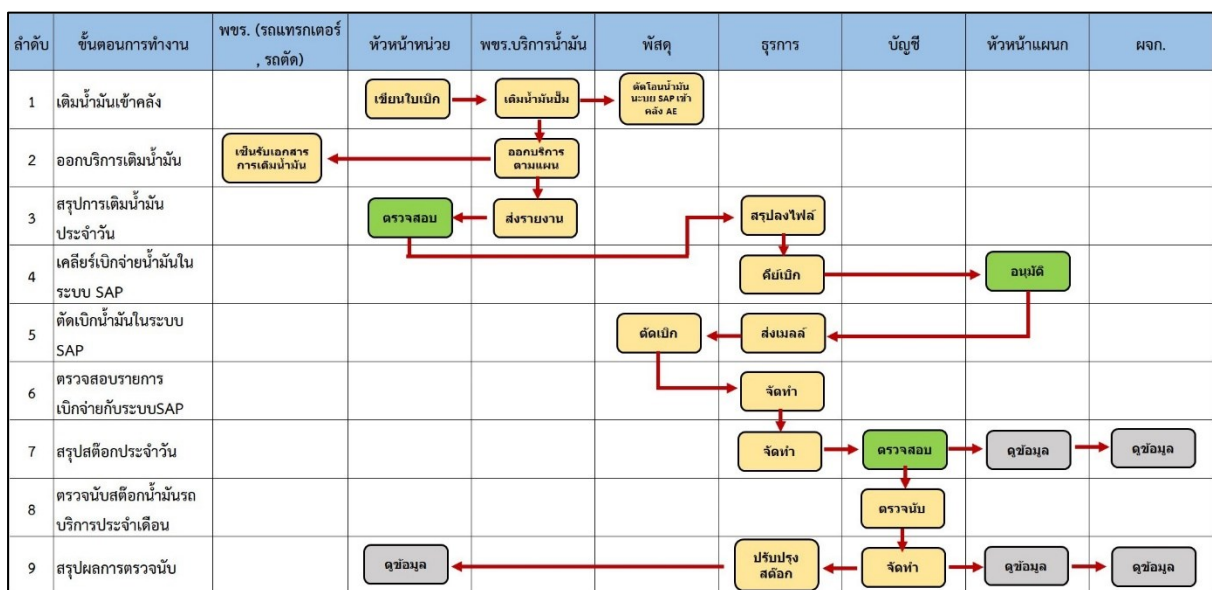 ลำดับ
ขั้นตอนการทำงาน
พขร. (รถแทรกเตอร์
, รถตัด)
หัวหน้าหน่วย
พขร.บริการน้ำมัน
พัสดุ
ธุรการ
บัญชี
หัวหน้าแผนก
ผจก.
1
เติมน้ำมันเข้าคลัง
เขียนใบเบิก
เติมน้ำมันปั๊ม
ตัดโอนน้ำมัน
นะบบ SAP เข้า
คลัง AE
2
ออกบริการเติมน้ำมัน
เซ็นรับเอกสาร
การเติมน้ำมัน
ออกบริการ
ตามแผน
3
สรุปการเติมน้ำมัน
ประจำวัน
ตรวจสอบ
ส่งรายงาน
สรุปลงไฟล์
4
เคลียร์เบิกจ่ายน้ำมันใน
ระบบ SAP
คีย์เบิก
อนุมัติ
5
ตัดเบิกน้ำมันในระบบ
SAP
ตัดเบิก
ส่งเมลล์
6
ตรวจสอบรายการ
เบิกจ่ายกับระบบSAP
จัดทำ
7
สรุปสต๊อกประจำวัน
จัดทำ
ตรวจสอบ
ดูข้อมูล
ดูข้อมูล
8
ตรวจนับสต๊อกน้ำมันรถ
บริการประจำเดือน
ตรวจนับ
9
สรุปผลการตรวจนับ
ดูข้อมูล
ปรับปรุง
สต๊อก
จัดทำ
ดูข้อมูล
ดูข้อมูล